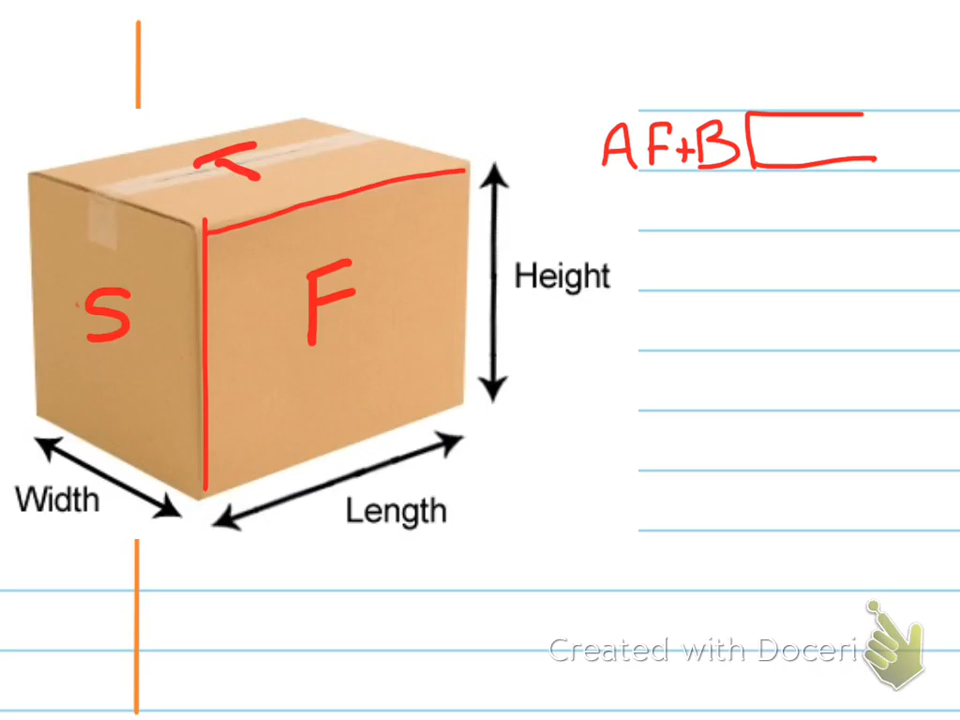 T
AF+B
S
F
Height
Width
Length
Created with Doceri